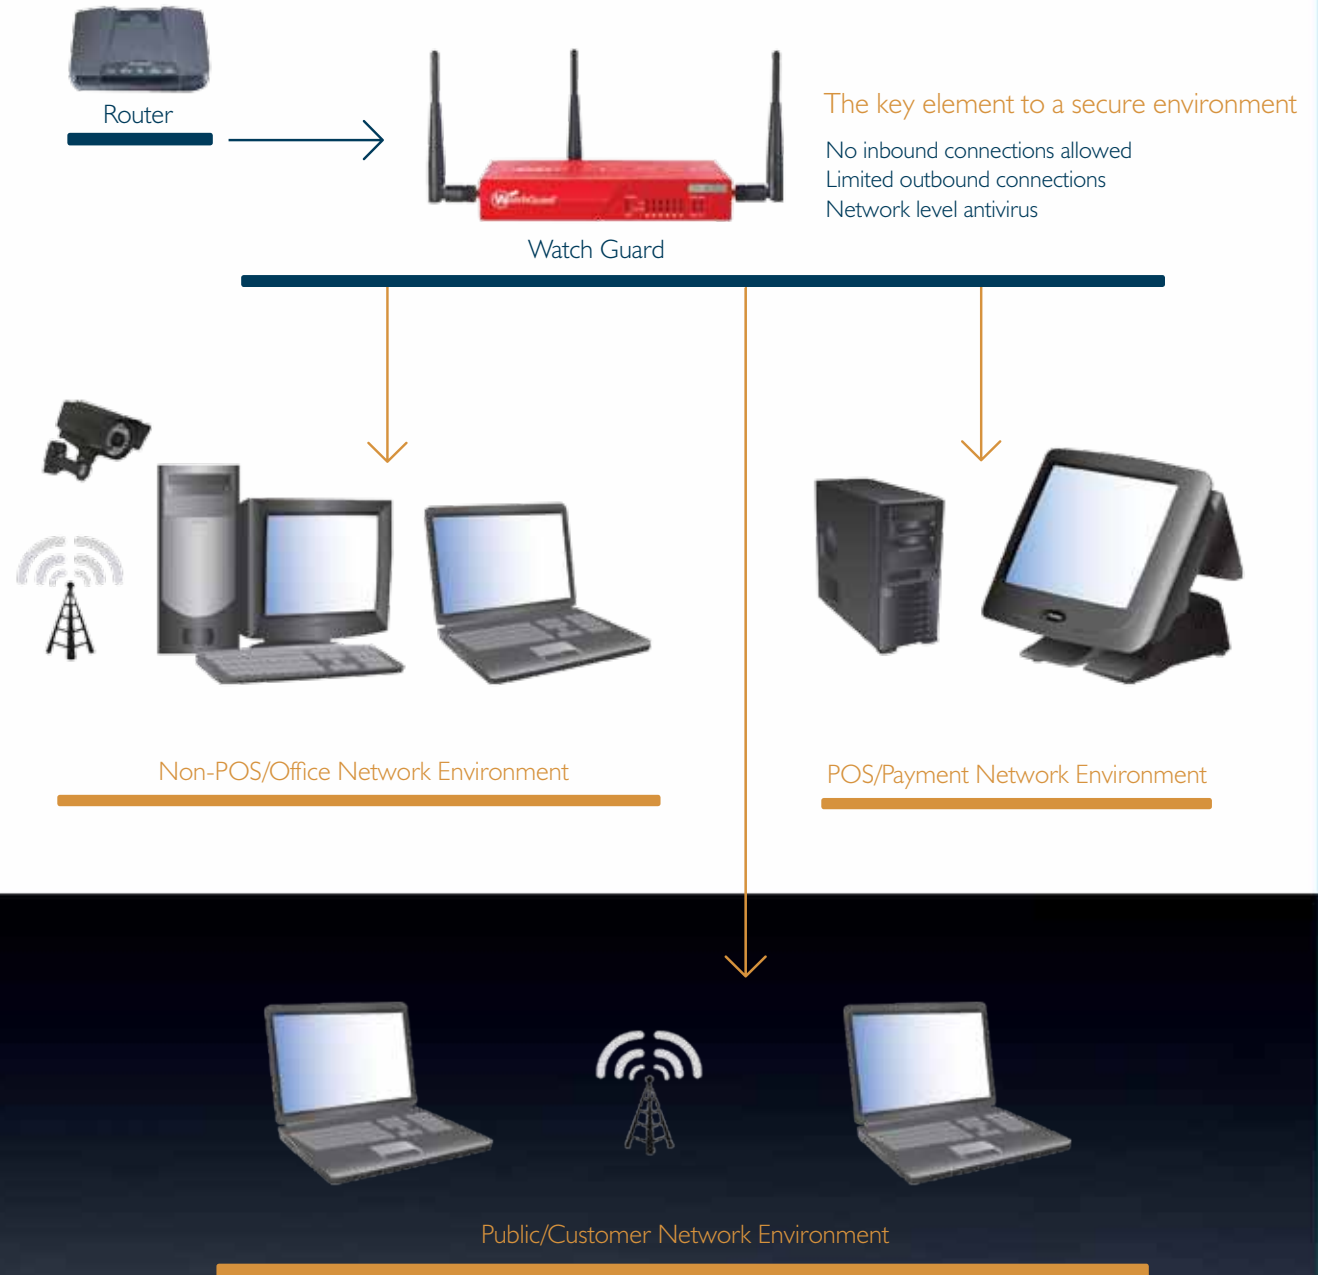 Router
The key element to a secure environment
No inbound connections allowed
Limited outbound connections
Network level antivirus
WatchGuard
Watch Guard
Non-POS/Office Network Environment
POS/Payment Network Environment
Public/Customer Network Environment